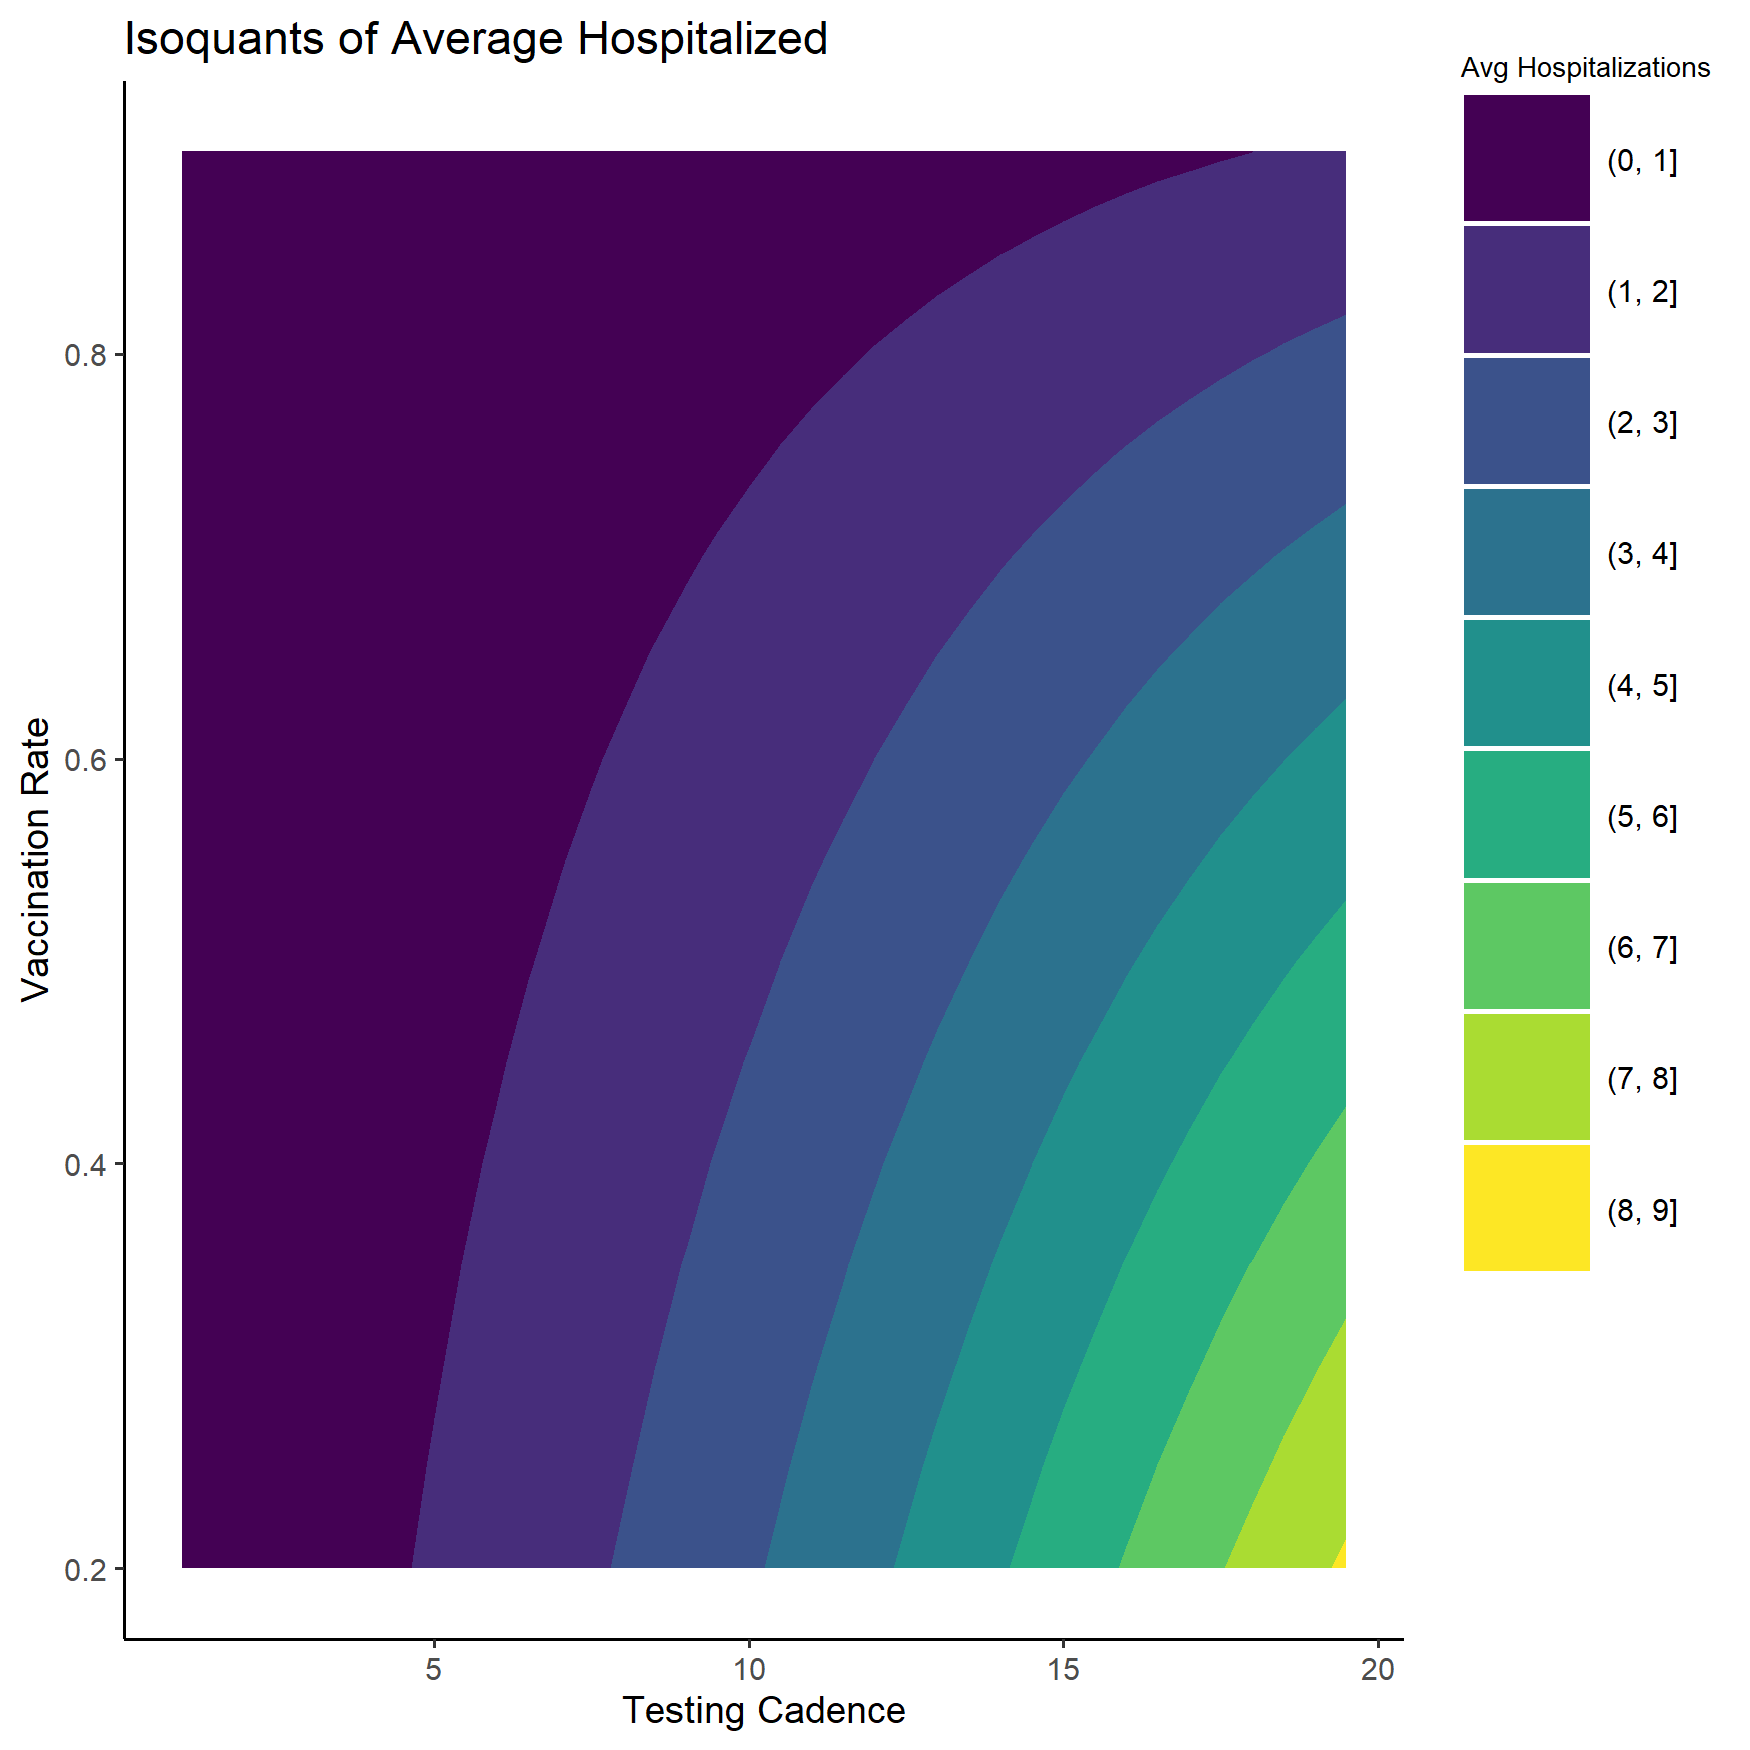 Isoquants of Average Hospitalized
Avg Hospitalizations
(0, 1]
(1, 2]
(2, 3]
(3, 4]
(4, 5]
(5, 6]
(6, 7]
(7, 8]
(8, 9]
Vaccination Rate
0.8
0.6
0.4
0.2
5 10 15 20
Testing Cadence